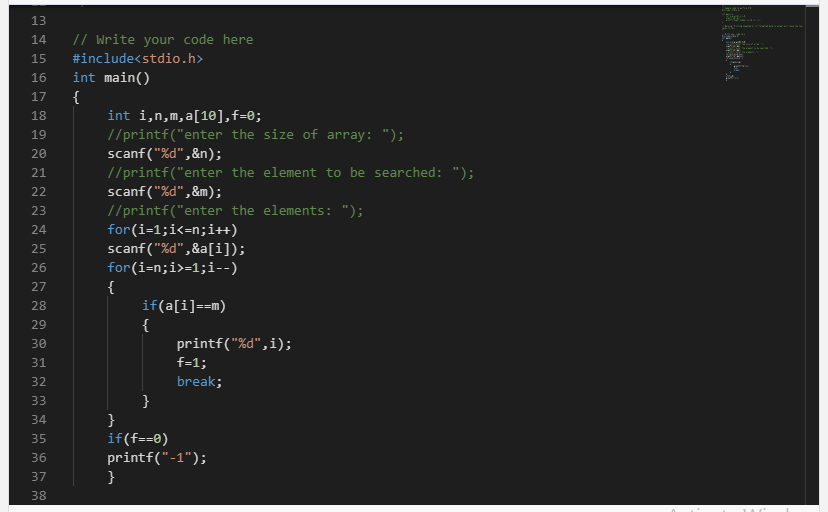 13
14 // Write your code here
15 #include<stdio.h>
16 int main()
17 {
18     int i,n,m,a[10],f=0;
19     //printf("enter the size of array: ");
20     scanf("%d",&n);
21     //printf("enter the element to be searched: ");
22     scanf("%d",&m);
23     //printf("enter the elements: ");
24     for(i=1;i<=n;i++)
25     scanf("%d",&a[i]);
26     for(i=n;i>=1;i--)
27     {
28         if(a[i]==m)
29         {
30             printf("%d",i);
31             f=1;
32             break;
33         }
34     }
35     if(f==0)
36     printf("-1");
37     }
38